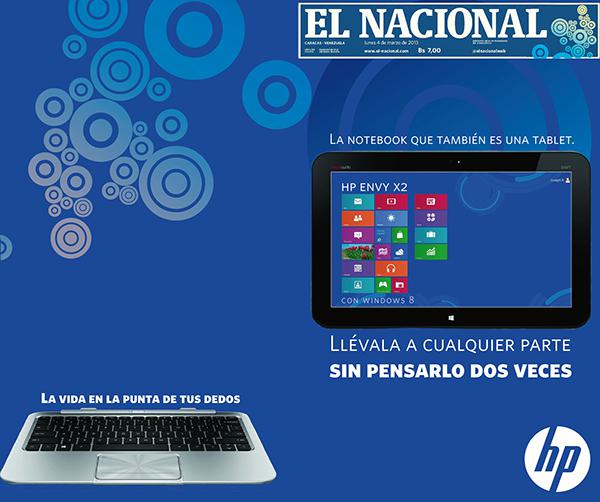 EL NACIONAL
CARACAS - VENEZUELA
lunes 4 de marzo de 2013
www.el-nacional.com
Bs 7,00
@elnacionalweb
LA NOTEBOOK QUE TAMBIÉN ES UNA TABLET.
HP ENVY X2
CON WINDOWS 8
LLÉVALA A CUALQUIER PARTE
SIN PENSARLO DOS VECES
LA VIDA EN LA PUNTA DE TUS DEDOS
hp